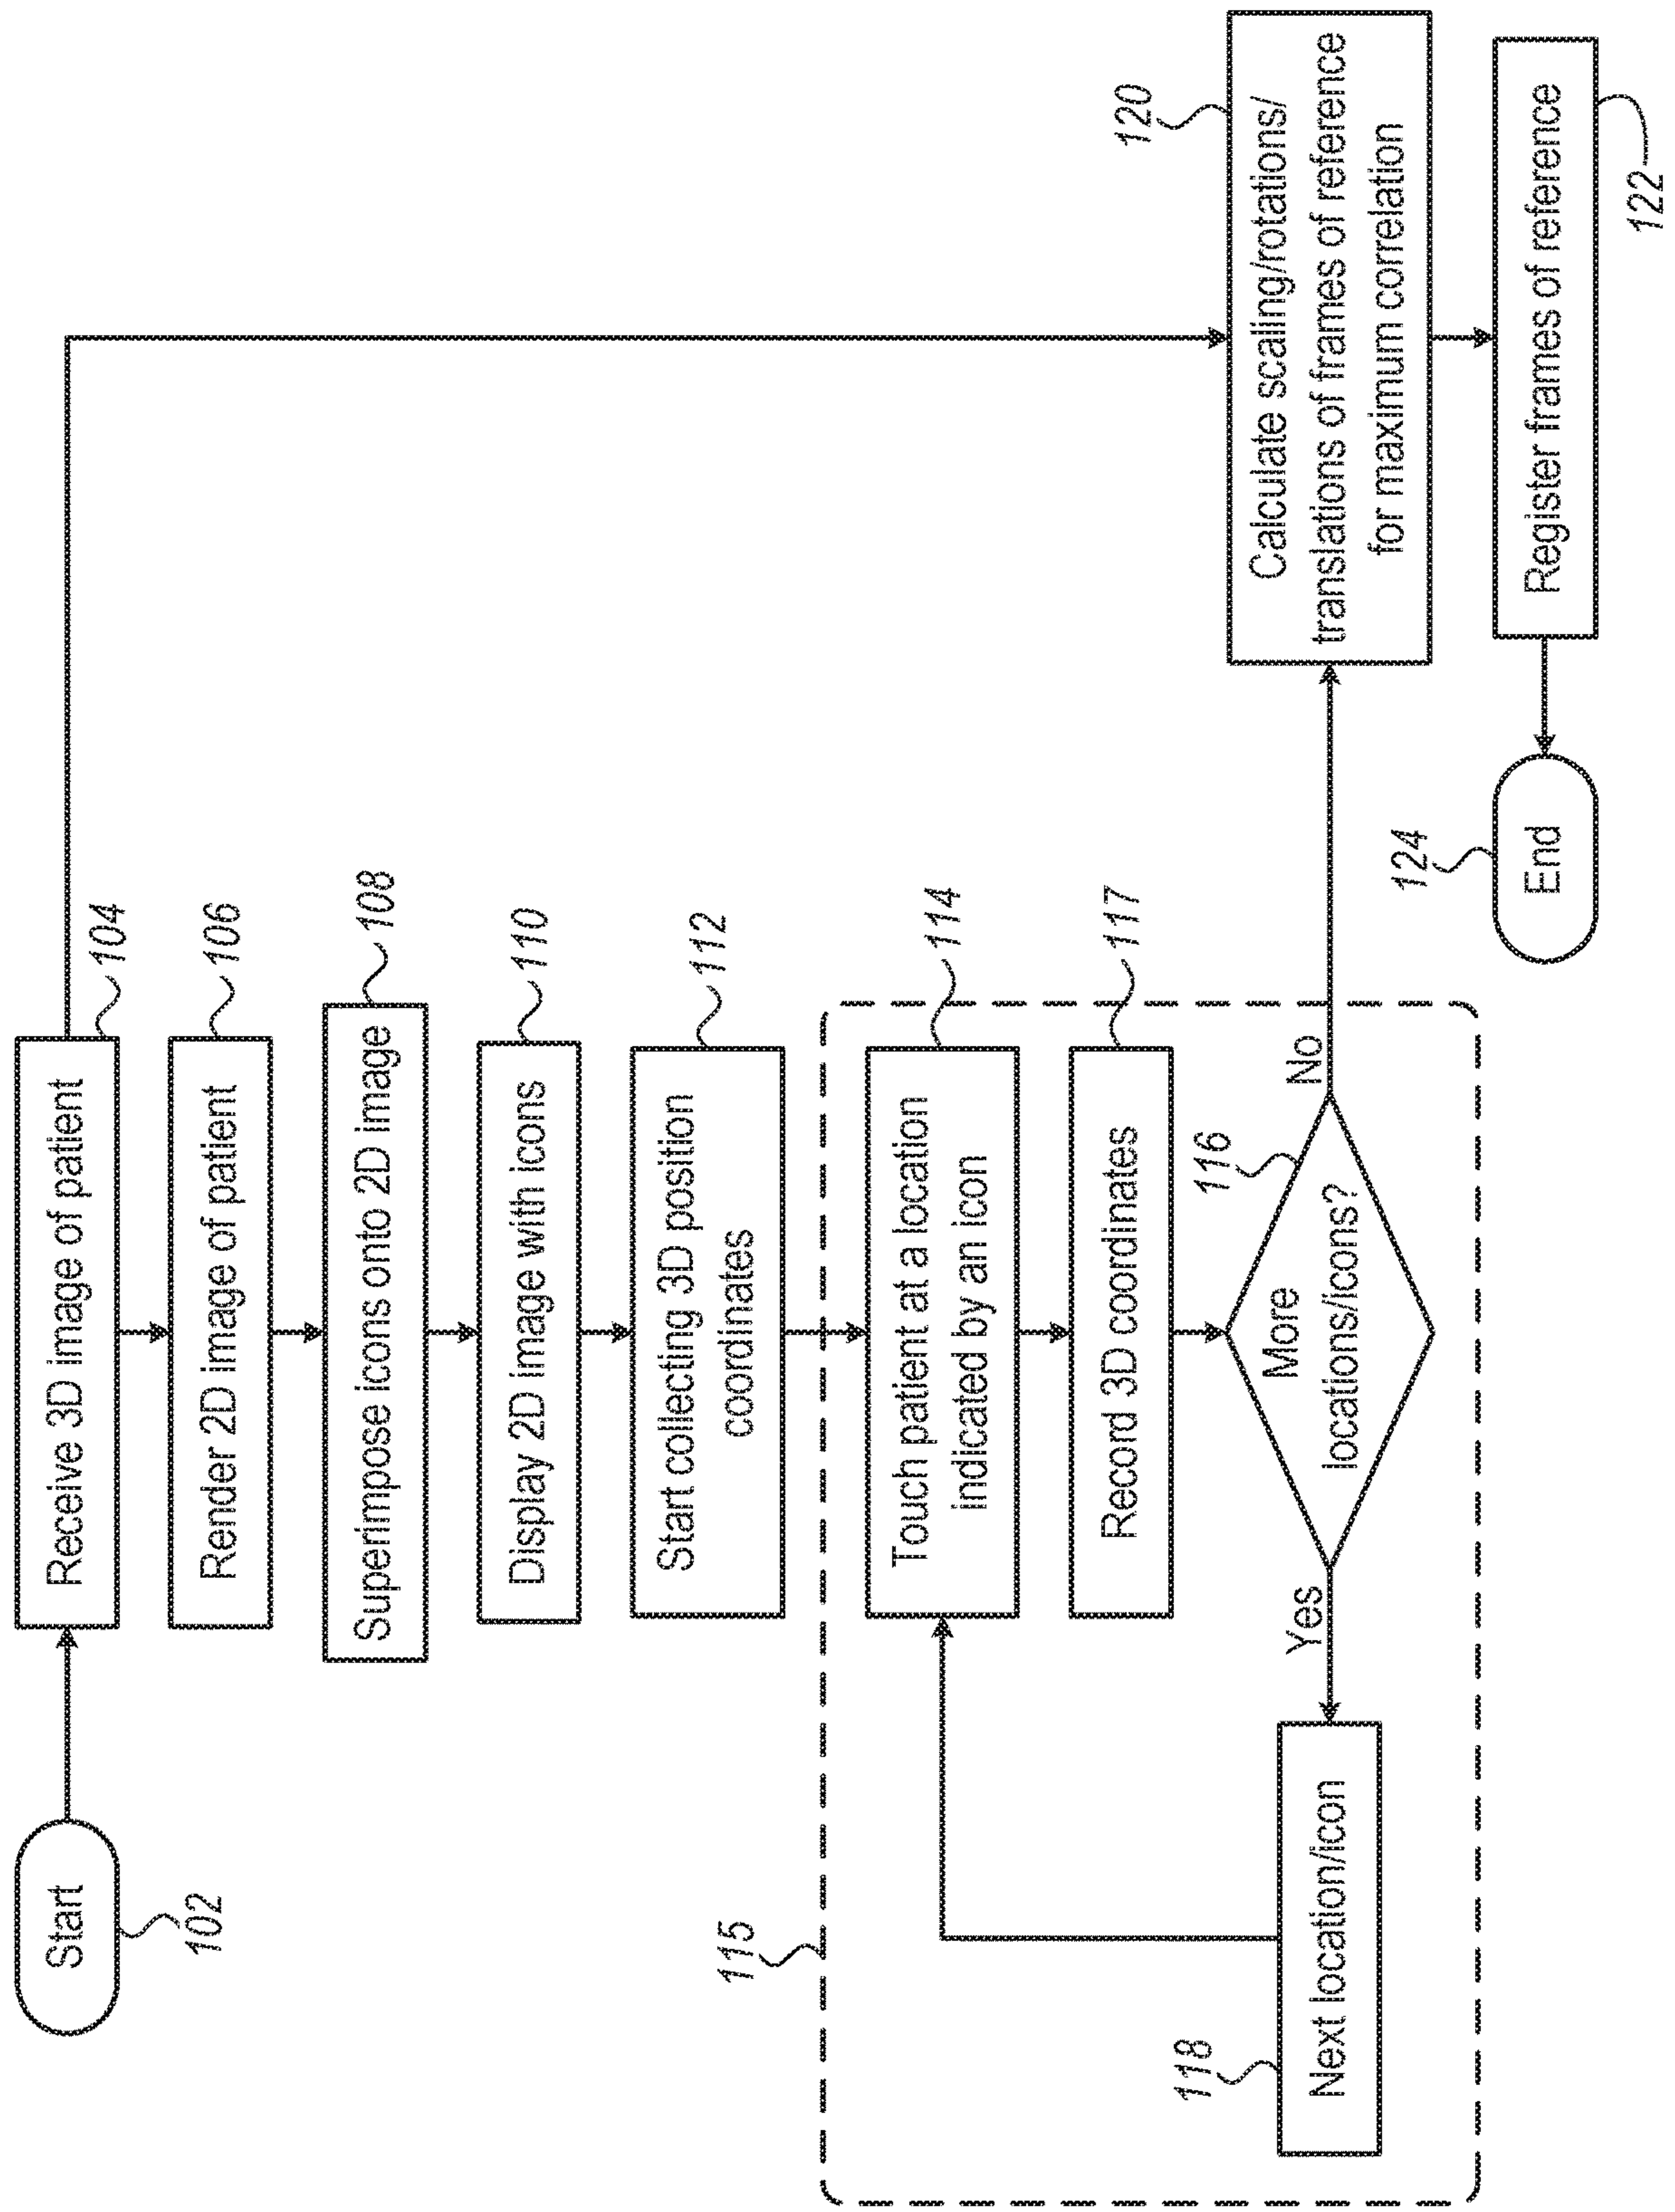 Start
102
Receive 3D image of patient
104
Render 2D image of patient
106
Superimpose icons onto 2D image
108
Display 2D image with icons
110
Start collecting 3D position
coordinates
112
115
Touch patient at a location
indicated by an icon
114
Record 3D coordinates
117
116
More
locations/icons?
Yes
No
118
Next location/icon
120
Calculate scaling/rotations/
translations of frames of reference
for maximum correlation
Register frames of reference
122
124
End